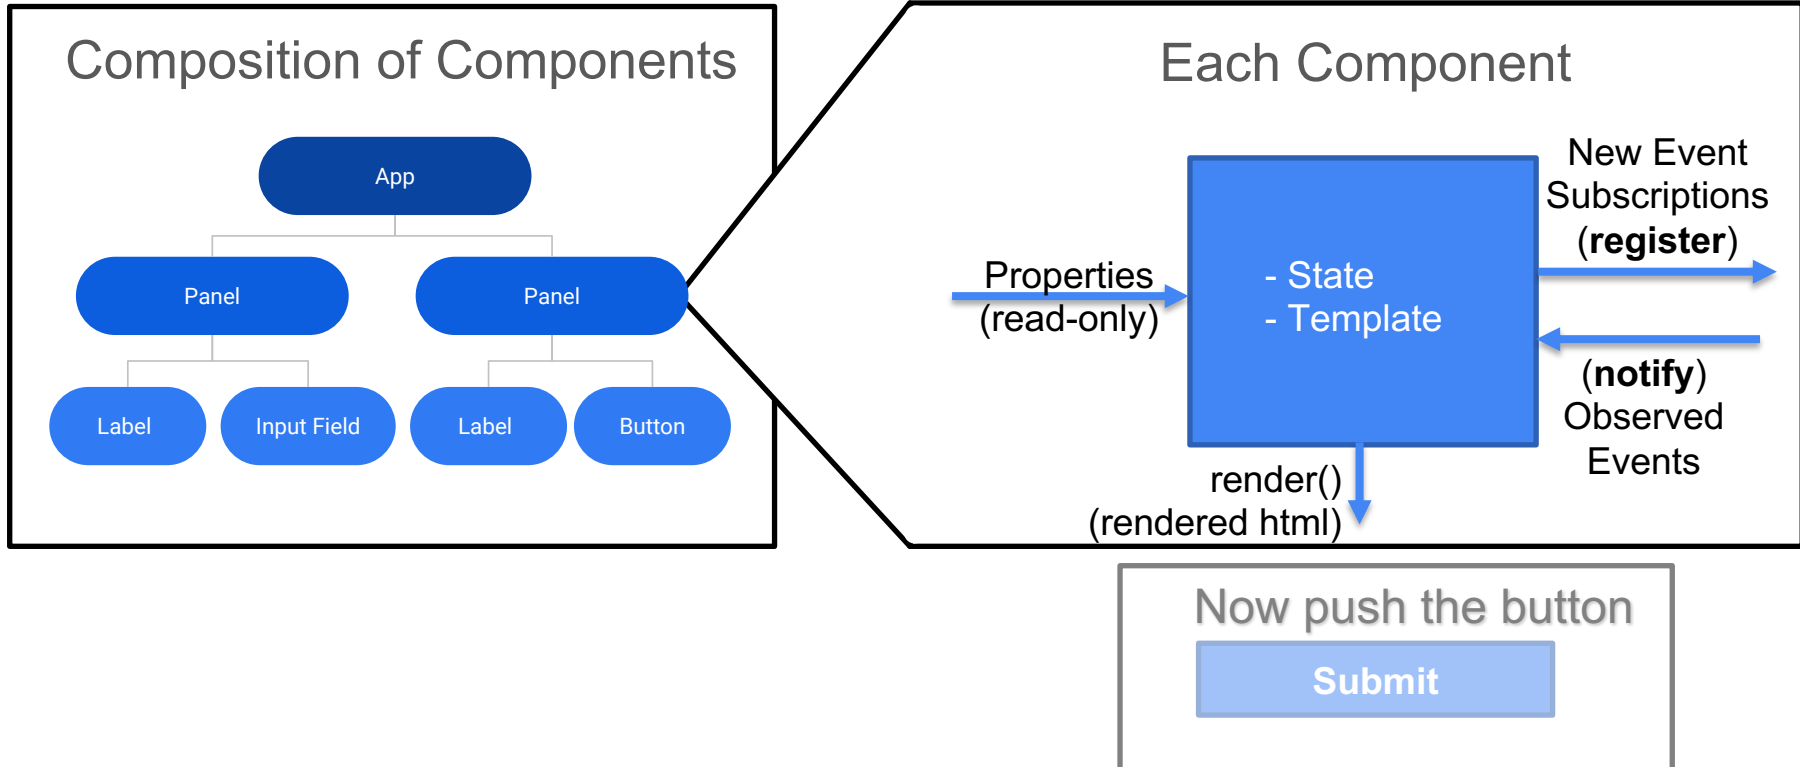 Composition of Components
App
Panel
Panel
Label
Input Field
Label
Button
Each Component
Properties
(read-only)
- State
- Template
New Event
Subscriptions
(register)
(notify)
Observed
Events
render()
(rendered html)
Now push the button
Submit